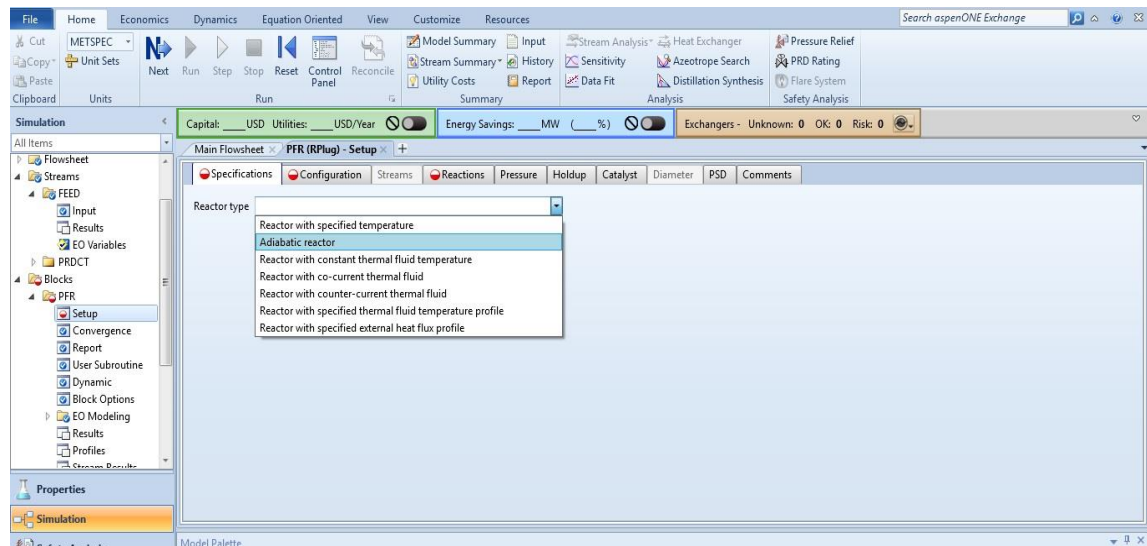 File Home Economics Dynamics Equation Oriented View Customize Resources Search aspenONE Exchange
Cut METSPEC Model Summary Input Stream Analysis Heat Exchanger Pressure Relief
Copy Unit Sets Next Run Step Stop Reset Control Panel Reconcile Stream Summary History Sensitivity Azeotrope Search PRD Rating
Paste Utility Costs Report Data Fit Distillation Synthesis Flare System
Clipboard Units Run Summary Analysis Safety Analysis
Simulation < Capital: ____USD Utilities: ____USD/Year Energy Savings: ____MW (____%) Exchangers - Unknown: 0 OK: 0 Risk: 0
All Items Main Flowsheet × PFR (RPlug) - Setup × +
Flowsheet
Streams Specifications Configuration Streams Reactions Pressure Holdup Catalyst Diameter PSD Comments
FEED
Input Reactor type
Results Reactor with specified temperature
EO Variables Adiabatic reactor
PRDCT Reactor with constant thermal fluid temperature
Blocks Reactor with co-current thermal fluid
PFR Reactor with counter-current thermal fluid
Setup Reactor with specified thermal fluid temperature profile
Convergence Reactor with specified external heat flux profile
Report
User Subroutine
Dynamic
Block Options
EO Modeling
Results
Profiles
Stream Results
Properties
Simulation
Model Palette